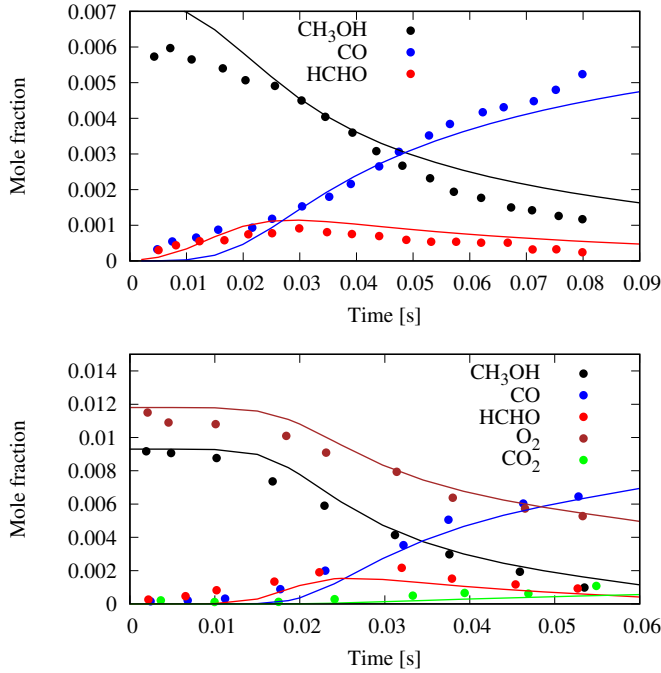 0.007
0.006
0.005
0.004
0.003
0.002
0.001
0
Mole fraction
CH₃OH
CO
HCHO
0 0.01 0.02 0.03 0.04 0.05 0.06 0.07 0.08 0.09
Time [s]
0.014
0.012
0.01
0.008
0.006
0.004
0.002
0
Mole fraction
CH₃OH
CO
HCHO
O₂
CO₂
0 0.01 0.02 0.03 0.04 0.05 0.06
Time [s]